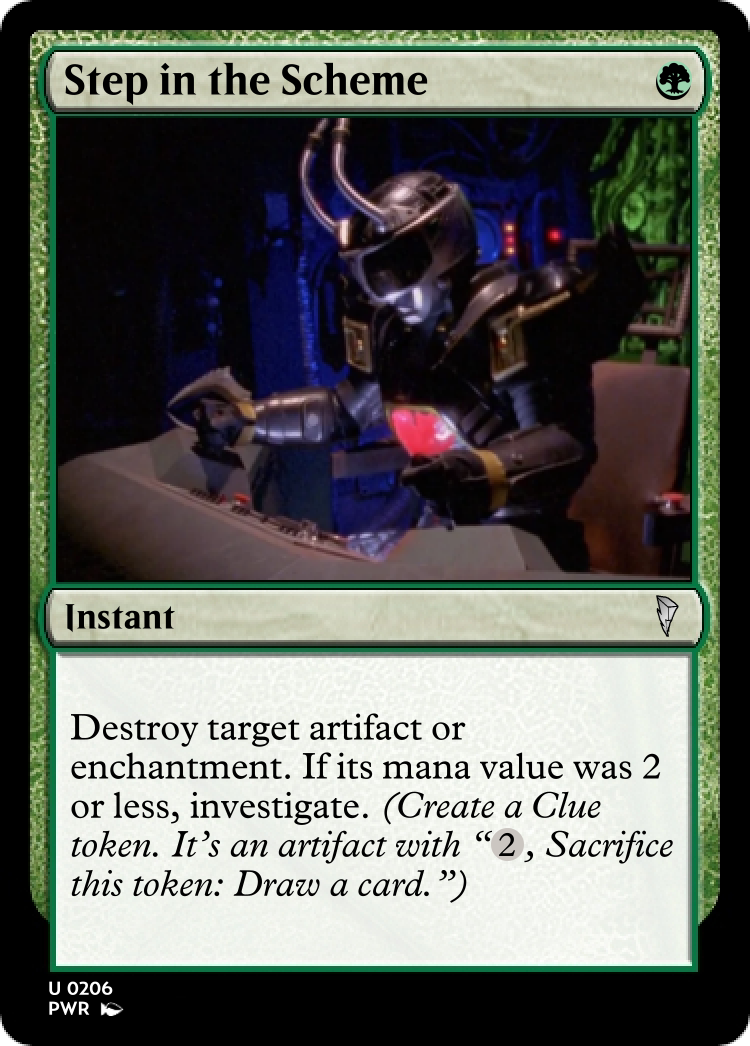 Step in the Scheme
Instant
Destroy target artifact or
enchantment. If its mana value was 2
or less, investigate. (Create a Clue
token. It’s an artifact with “2, Sacrifice
this token: Draw a card.”)
U 0206
PWR